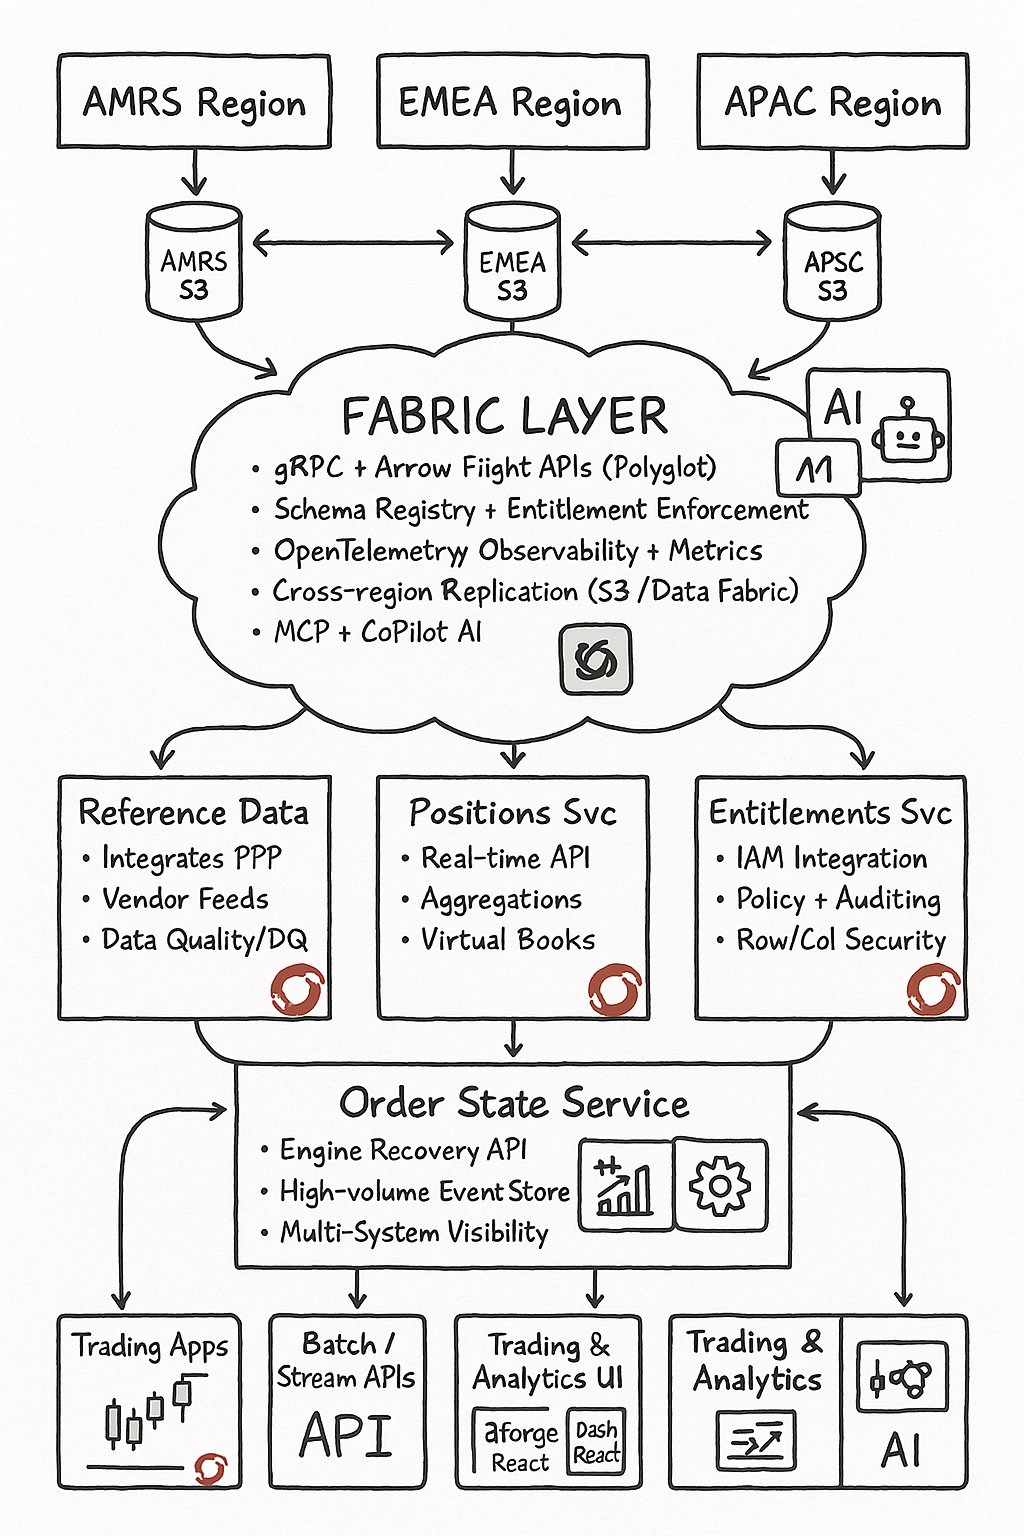 AMRS Region
EMEA Region
APAC Region
AMRS
S3
EMEA
S3
APSC
S3
FABRIC LAYER
• gRPC + Arrow Fiight APIs (Polyglot)
• Schema Registry + Entitlement Enforcement
• OpenTelemetryy Observability + Metrics
• Cross-region Replication (S3 /Data Fabric)
• MCP + CoPilot AI
AI
Reference Data
• Integrates PPP
• Vendor Feeds
• Data Quality/DQ
Positions Svc
• Real-time API
• Aggregations
• Virtual Books
Entitlements Svc
• IAM Integration
• Policy + Auditing
• Row/Col Security
Order State Service
• Engine Recovery API
• High-volume EventStore
• Multi-System Visibility
Trading Apps
Batch /
Stream APIs
API
Trading &
Analytics UI
aforge
React
Dash
React
Trading &
Analytics
AI